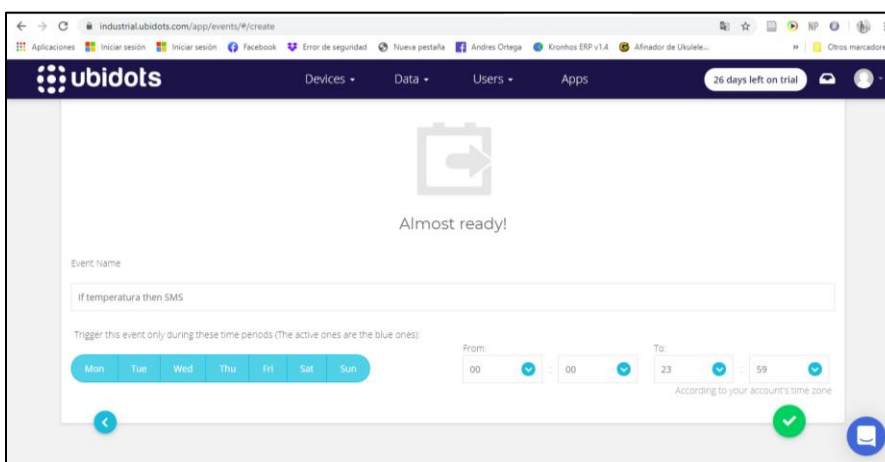 industrial.ubidots.com/app/events/#/create
Aplicaciones Iniciar sesión Iniciar sesión Facebook Error de seguridad Nueva pestaña Andres Ortega Kronhos ERP v1.4 Afinador de Ukulele... » Otros marcadore
ubidots Devices Data Users Apps 26 days left on trial
Almost ready!
Event Name
If temperatura then SMS
Trigger this event only during these time periods (The active ones are the blue ones):
From: To:
Mon Tue Wed Thu Fri Sat Sun 00 : 00 23 : 59
According to your account's time zone